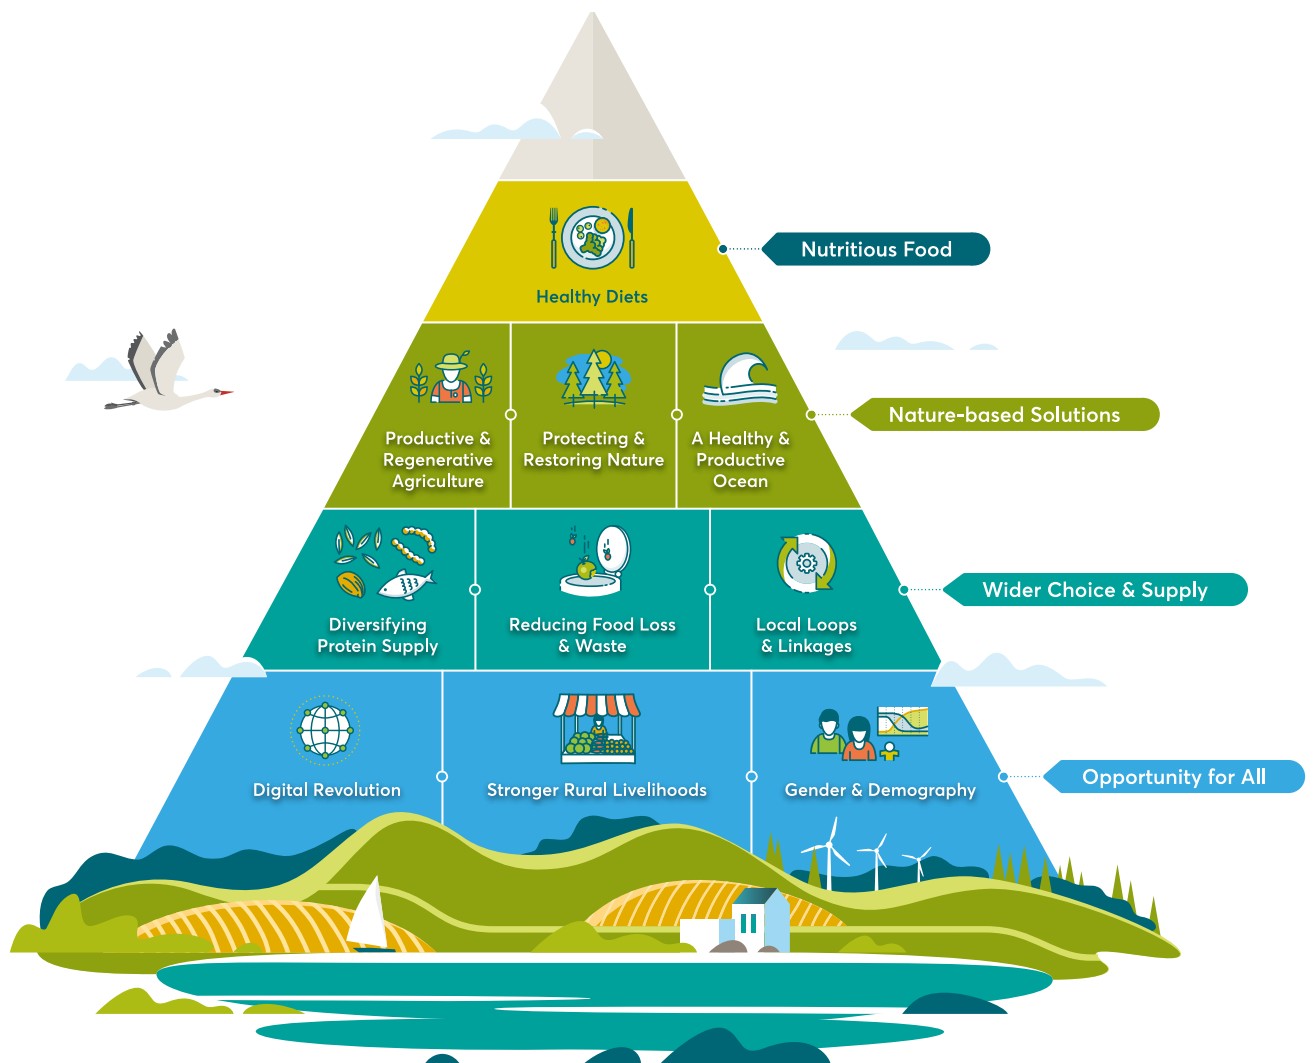 Healthy Diets
Nutritious Food
Productive &
Regenerative
Agriculture
Protecting &
Restoring Nature
A Healthy &
Productive
Ocean
Nature-based Solutions
Diversifying
Protein Supply
Reducing Food Loss
& Waste
Local Loops
& Linkages
Wider Choice & Supply
Digital Revolution
Stronger Rural Livelihoods
Gender & Demography
Opportunity for All